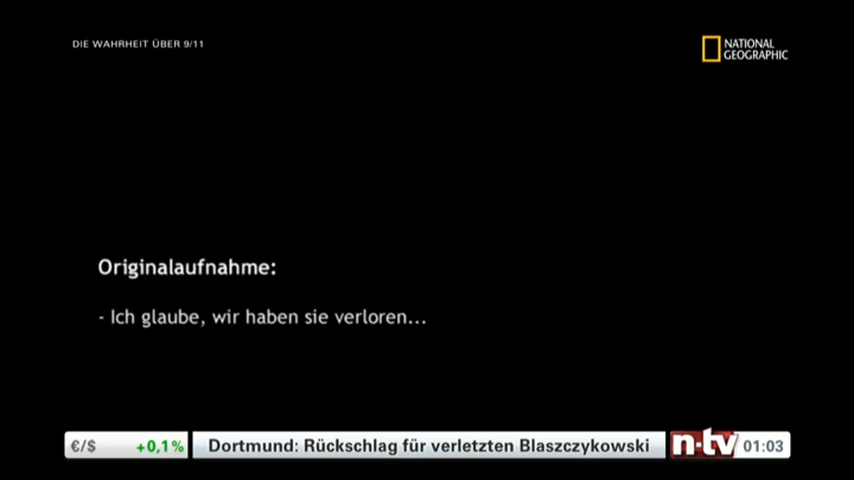 DIE WAHRHEIT ÜBER 9/11
NATIONAL
GEOGRAPHIC
Originalaufnahme:
- Ich glaube, wir haben sie verloren...
€/$ +0,1% Dortmund: Rückschlag für verletzten Blaszczykowski n-tv 01:03